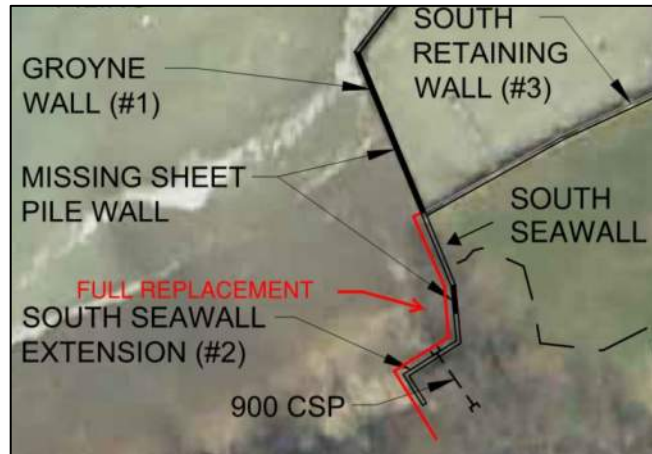 GROYNE
WALL (#1)
SOUTH
RETAINING
WALL (#3)
MISSING SHEET
PILE WALL
SOUTH
SEAWALL
FULL REPLACEMENT
SOUTH SEAWALL
EXTENSION (#2)
900 CSP